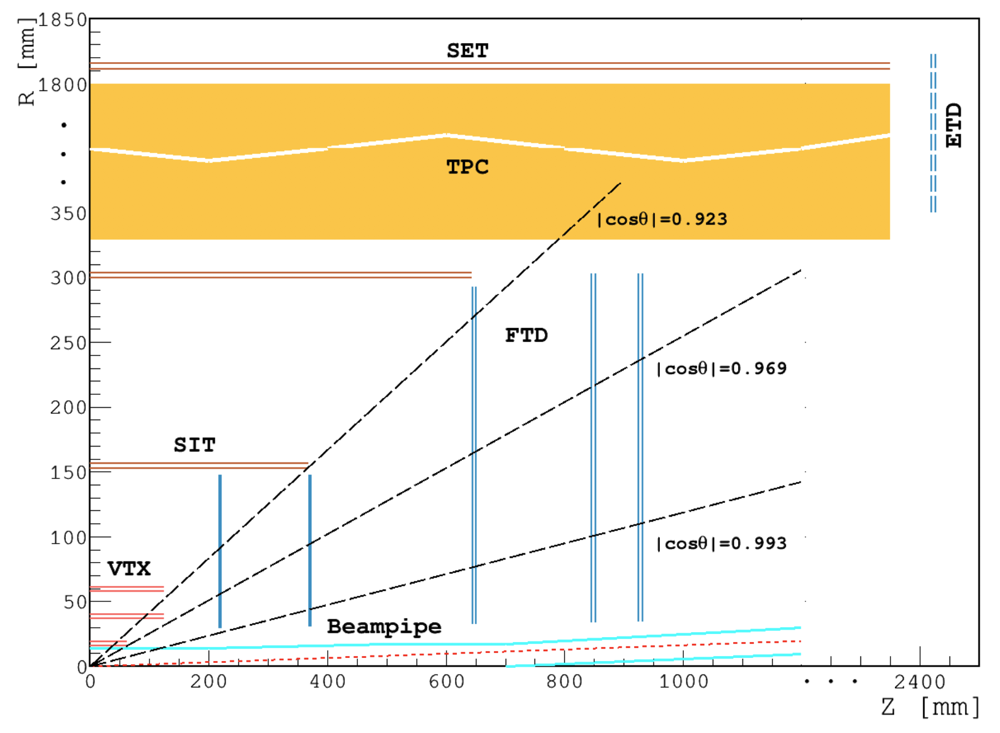 1850
R [mm]
SET
1800
ETD
TPC
350
|cosθ|=0.923
300
FTD
250
|cosθ|=0.969
200
SIT
150
100
|cosθ|=0.993
VTX
50
Beampipe
0
0 200 400 600 800 1000 . . . 2400
Z [mm]